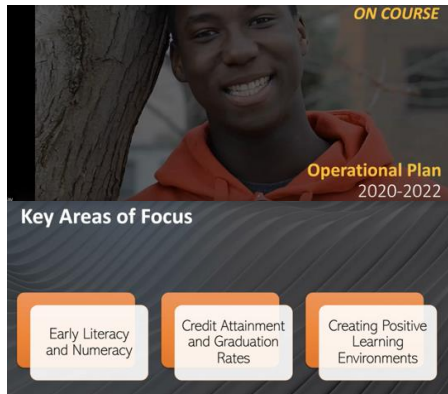 ON COURSE
Operational Plan
2020-2022
Key Areas of Focus
Early Literacy
and Numeracy
Credit Attainment
and Graduation
Rates
Creating Positive
Learning
Environments